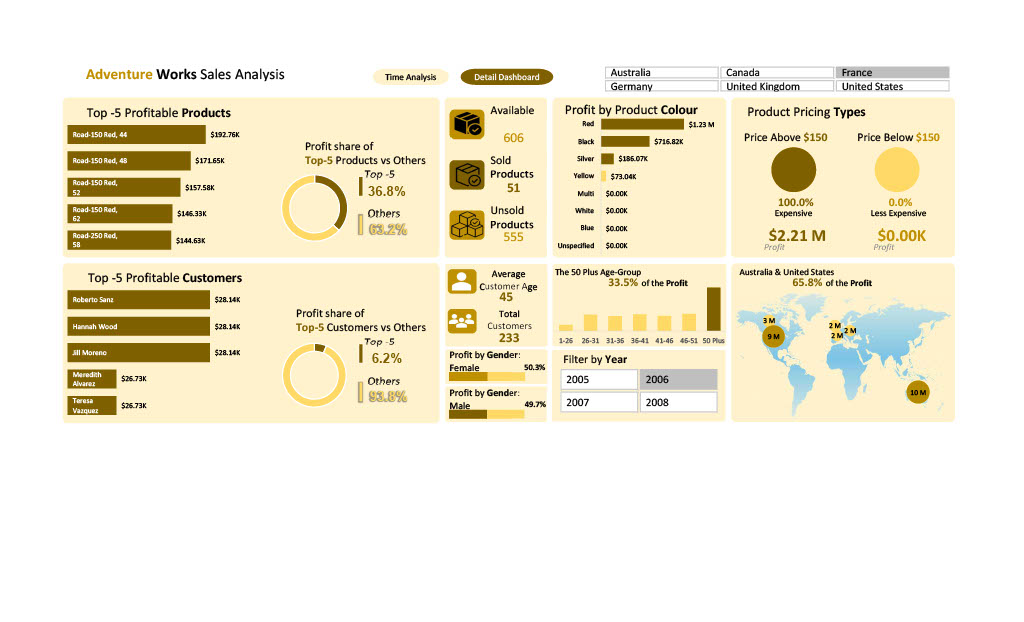 Adventure Works Sales Analysis
Time Analysis
Detail Dashboard
Australia
Canada
France
Germany
United Kingdom
United States
Top -5 Profitable Products
Road-150 Red, 44
$192.76K
Road-150 Red, 48
$171.65K
Road-150 Red,
52
$157.58K
Road-150 Red,
62
$146.33K
Road-250 Red,
58
$144.63K
Profit share of
Top-5 Products vs Others
Top -5
36.8%
Others
63.2%
Available
606
Sold
Products
51
Unsold
Products
555
Profit by Product Colour
Red
$1.23 M
Black
$716.82K
Silver
$186.07K
Yellow
$73.04K
Multi
$0.00K
White
$0.00K
Blue
$0.00K
Unspecified
$0.00K
Product Pricing Types
Price Above $150
Price Below $150
100.0%
Expensive
0.0%
Less Expensive
$2.21 M
Profit
$0.00K
Profit
Top -5 Profitable Customers
Roberto Sanz
$28.14K
Hannah Wood
$28.14K
Jill Moreno
$28.14K
Meredith
Alvarez
$26.73K
Teresa
Vazquez
$26.73K
Profit share of
Top-5 Customers vs Others
Top -5
6.2%
Others
93.8%
Average
Customer Age
45
Total
Customers
233
Profit by Gender:
Female
50.3%
Profit by Gender:
Male
49.7%
The 50 Plus Age-Group
33.5% of the Profit
1-26 26-31 31-36 36-41 41-46 46-51 50 Plus
Filter by Year
2005
2006
2007
2008
Australia & United States
65.8% of the Profit
3 M
9 M
2 M
2 M
2 M
10 M